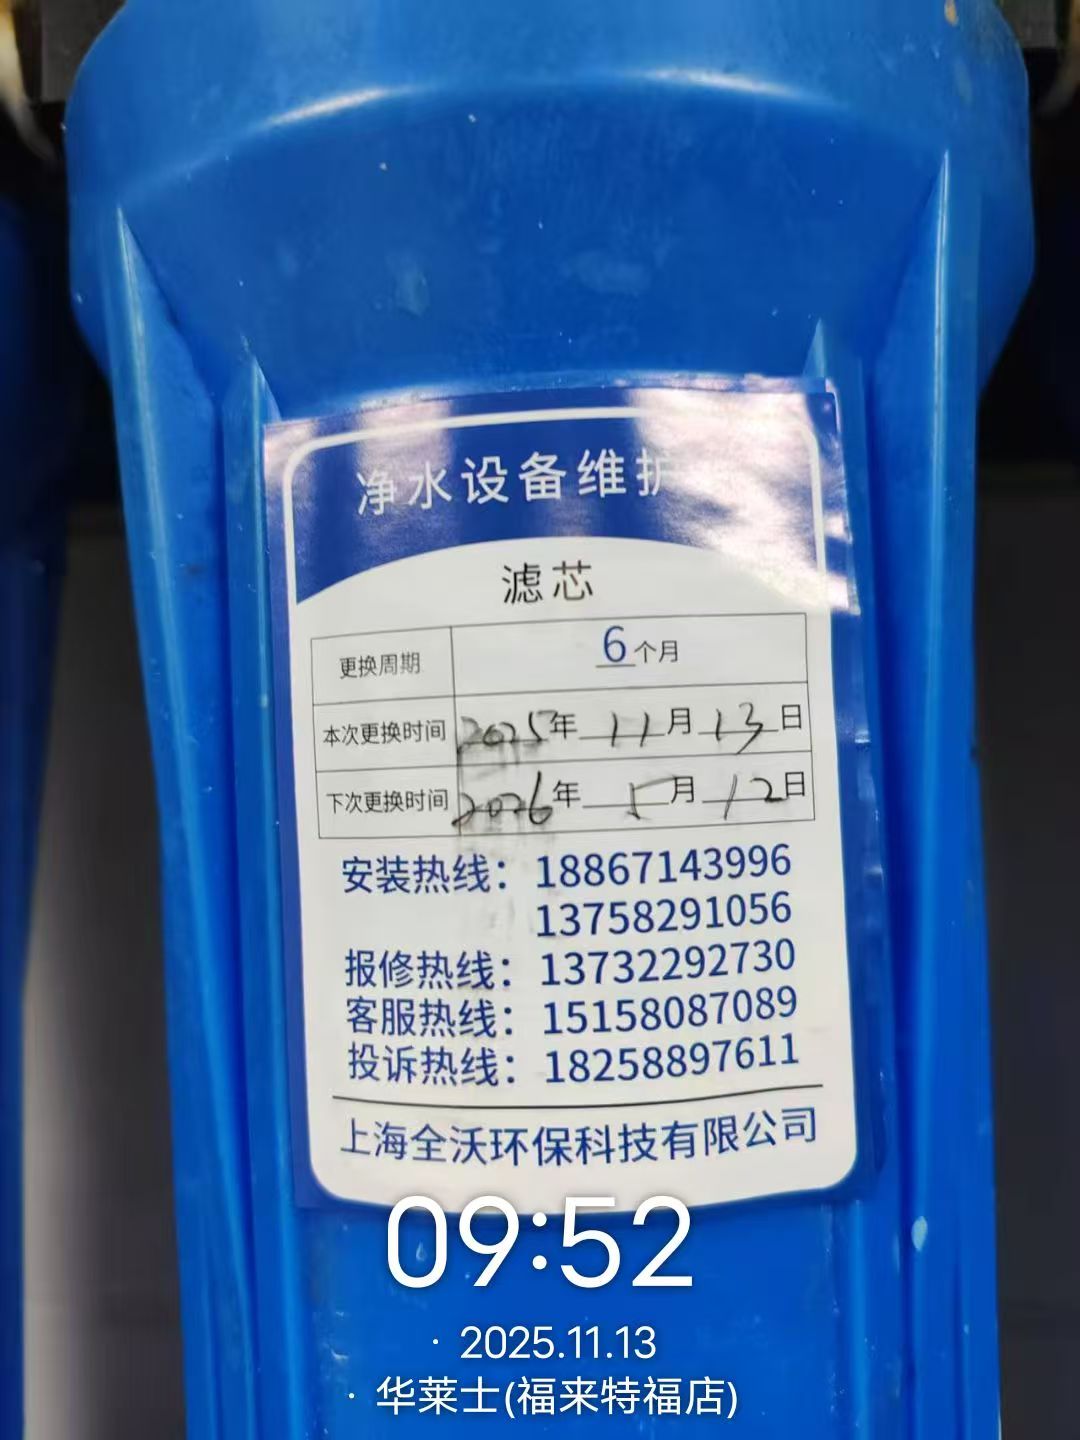 净水设备维护
滤芯
更换周期 6个月
本次更换时间 2025年 11月 13日
下次更换时间 2026年 5月 12日
安装热线：18867143996
13758291056
报修热线：13732292730
客服热线：15158087089
投诉热线：18258897611
上海全沃环保科技有限公司
09:52
· 2025.11.13
· 华莱士(福来特福店)